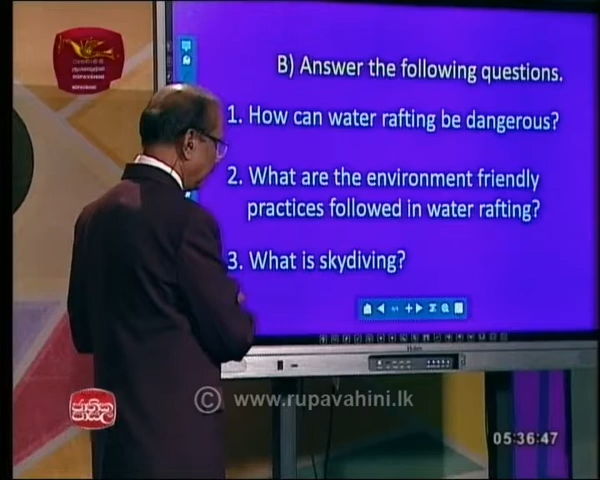 B) Answer the following questions.
1. How can water rafting be dangerous?
2. What are the environment friendly
practices followed in water rafting?
3. What is skydiving?
© www.rupavahini.lk
05:36:47